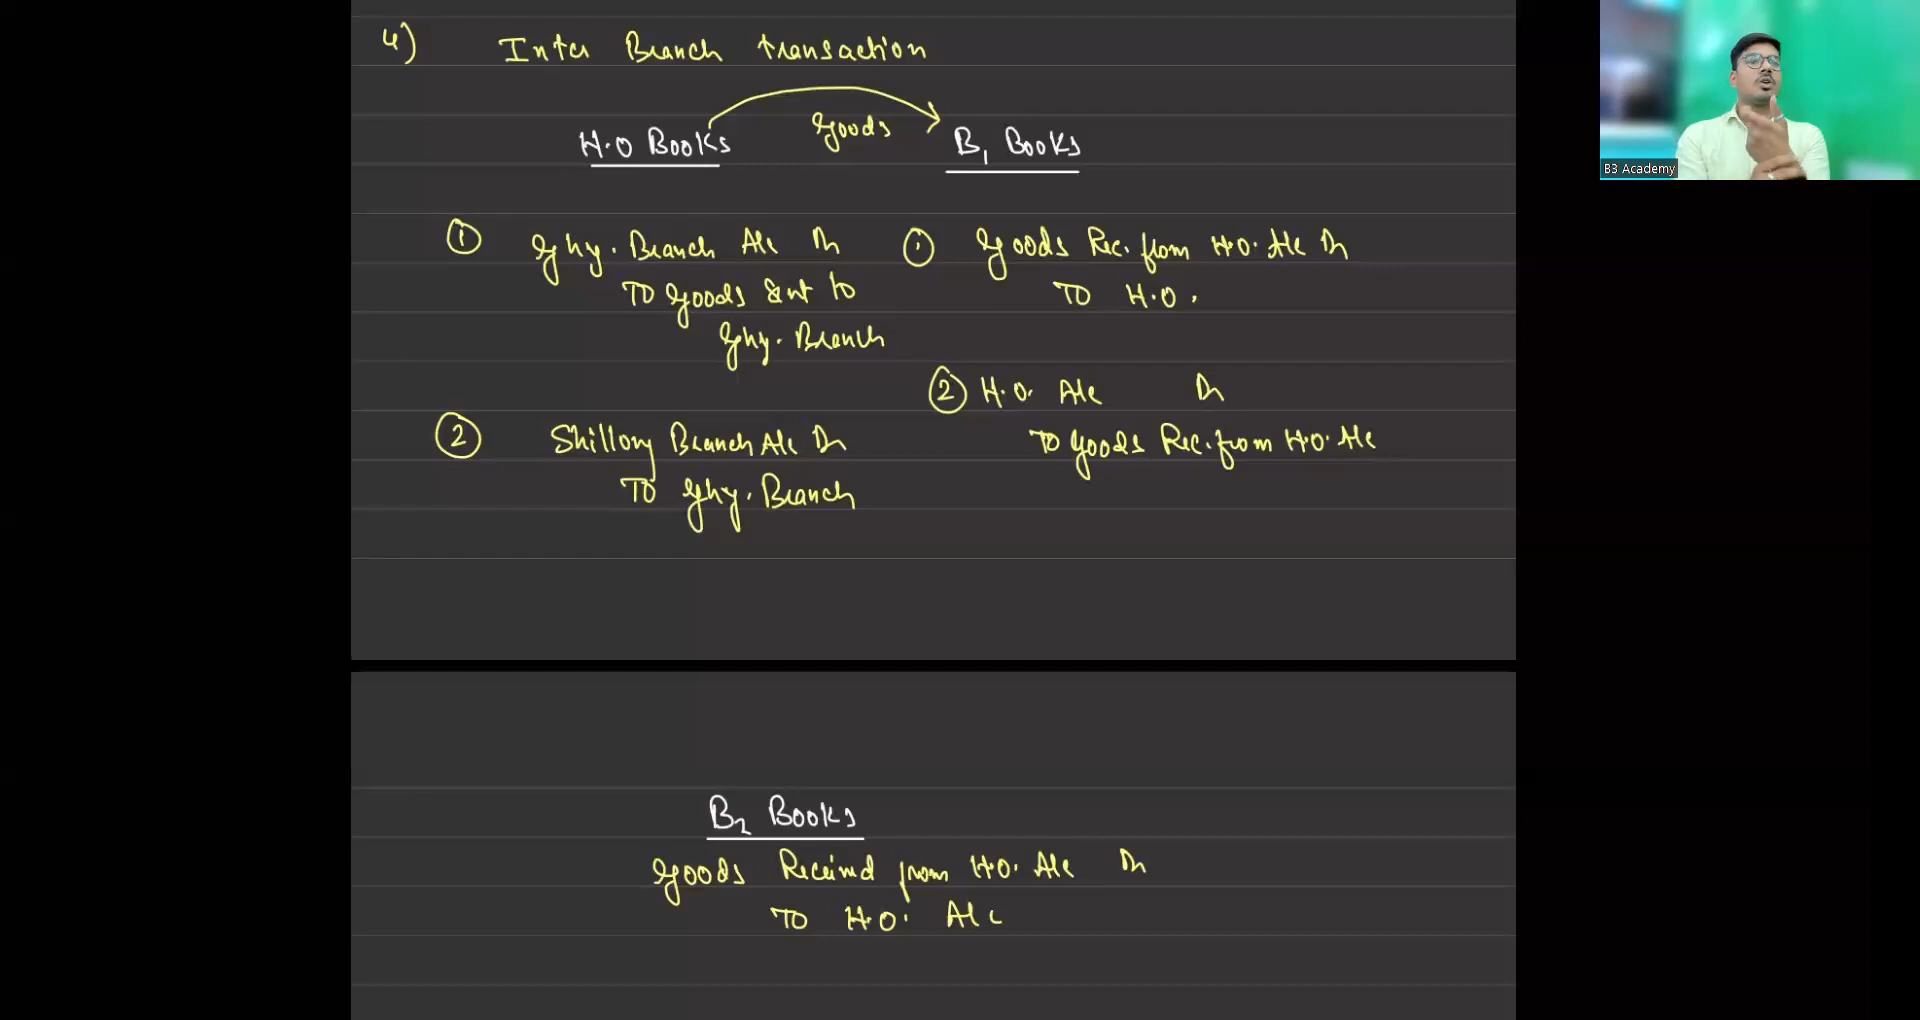 4) Inter Branch transaction
H.O Books
Goods
B1 Books
① Ghy. Branch A/c Dr
To Goods sent to
Ghy. Branch
② Shillong Branch A/c Dr
To Ghy. Branch
① Goods Rec. from H.O. A/c Dr
To H.O.
② H.O. A/c Dr
To Goods Rec. from H.O. A/c
B2 Books
Goods Received from H.O. A/c Dr
To H.O. A/c
B3 Academy